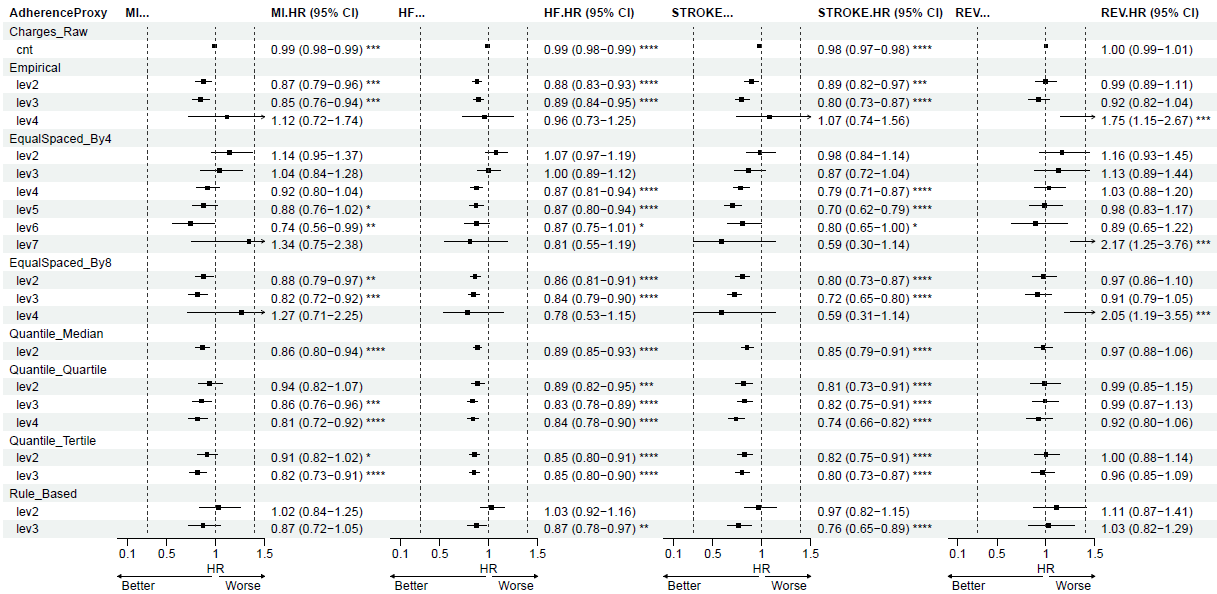 AdherenceProxy MI... MI.HR (95% CI) HF... HF.HR (95% CI) STROKE... STROKE.HR (95% CI) REV... REV.HR (95% CI)
Charges_Raw
cnt 0.99 (0.98−0.99) *** 0.99 (0.98−0.99) **** 0.98 (0.97−0.98) **** 1.00 (0.99−1.01)
Empirical
lev2 0.87 (0.79−0.96) *** 0.88 (0.83−0.93) **** 0.89 (0.82−0.97) *** 0.99 (0.89−1.11)
lev3 0.85 (0.76−0.94) *** 0.89 (0.84−0.95) **** 0.80 (0.73−0.87) **** 0.92 (0.82−1.04)
lev4 1.12 (0.72−1.74) 0.96 (0.73−1.25) 1.07 (0.74−1.56) 1.75 (1.15−2.67) ***
EqualSpaced_By4
lev2 1.14 (0.95−1.37) 1.07 (0.97−1.19) 0.98 (0.84−1.14) 1.16 (0.93−1.45)
lev3 1.04 (0.84−1.28) 1.00 (0.89−1.12) 0.87 (0.72−1.04) 1.13 (0.89−1.44)
lev4 0.92 (0.80−1.04) 0.87 (0.81−0.94) **** 0.79 (0.71−0.87) **** 1.03 (0.88−1.20)
lev5 0.88 (0.76−1.02) * 0.87 (0.80−0.94) **** 0.70 (0.62−0.79) **** 0.98 (0.83−1.17)
lev6 0.74 (0.56−0.99) ** 0.87 (0.75−1.01) * 0.80 (0.65−1.00) * 0.89 (0.65−1.22)
lev7 1.34 (0.75−2.38) 0.81 (0.55−1.19) 0.59 (0.30−1.14) 2.17 (1.25−3.76) ***
EqualSpaced_By8
lev2 0.88 (0.79−0.97) ** 0.86 (0.81−0.91) **** 0.80 (0.73−0.87) **** 0.97 (0.86−1.10)
lev3 0.82 (0.72−0.92) *** 0.84 (0.79−0.90) **** 0.72 (0.65−0.80) **** 0.91 (0.79−1.05)
lev4 1.27 (0.71−2.25) 0.78 (0.53−1.15) 0.59 (0.31−1.14) 2.05 (1.19−3.55) ***
Quantile_Median
lev2 0.86 (0.80−0.94) **** 0.89 (0.85−0.93) **** 0.85 (0.79−0.91) **** 0.97 (0.88−1.06)
Quantile_Quartile
lev2 0.94 (0.82−1.07) 0.89 (0.82−0.95) *** 0.81 (0.73−0.91) **** 0.99 (0.85−1.15)
lev3 0.86 (0.76−0.96) *** 0.83 (0.78−0.89) **** 0.82 (0.75−0.91) **** 0.99 (0.87−1.13)
lev4 0.81 (0.72−0.92) **** 0.84 (0.78−0.90) **** 0.74 (0.66−0.82) **** 0.92 (0.80−1.06)
Quantile_Tertile
lev2 0.91 (0.82−1.02) * 0.85 (0.80−0.91) **** 0.82 (0.75−0.91) **** 1.00 (0.88−1.14)
lev3 0.82 (0.73−0.91) **** 0.85 (0.80−0.90) **** 0.80 (0.73−0.87) **** 0.96 (0.85−1.09)
Rule_Based
lev2 1.02 (0.84−1.25) 1.03 (0.92−1.16) 0.97 (0.82−1.15) 1.11 (0.87−1.41)
lev3 0.87 (0.72−1.05) 0.87 (0.78−0.97) ** 0.76 (0.65−0.89) **** 1.03 (0.82−1.29)
0.1 0.5 1 1.5 0.1 0.5 1 1.5 0.1 0.5 1 1.5 0.1 0.5 1 1.5
HR HR HR HR
Better Worse Better Worse Better Worse Better Worse